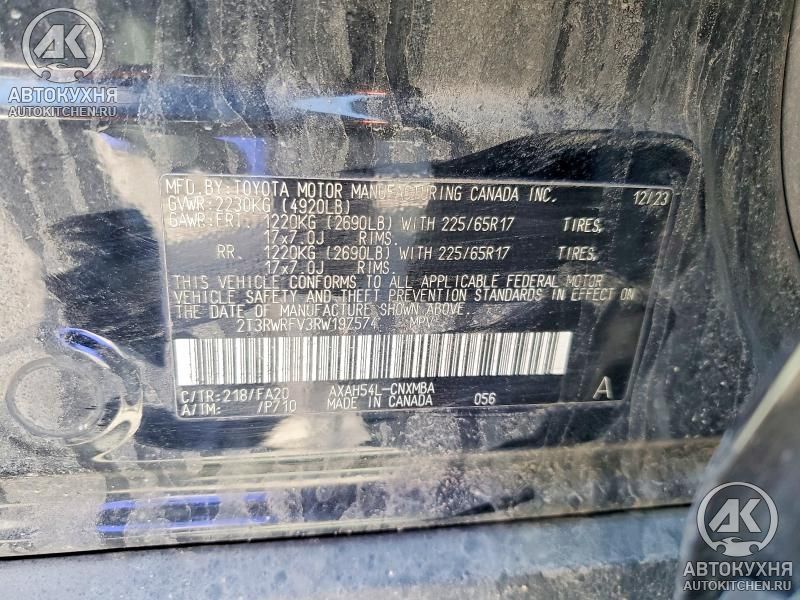 AK
АВТОКУХНЯ
AUTOKITCHEN.RU
MFD. BY: TOYOTA MOTOR MANUFACTURING CANADA INC. 12/23
GVWR: 2230KG (4920LB)
GAWR: FRT. 1220KG (2690LB) WITH 225/65R17 TIRES,
17x7.0J RIMS.
RR. 1220KG (2690LB) WITH 225/65R17 TIRES,
17x7.0J RIMS.
THIS VEHICLE CONFORMS TO ALL APPLICABLE FEDERAL MOTOR
VEHICLE SAFETY AND THEFT PREVENTION STANDARDS IN EFFECT ON
THE DATE OF MANUFACTURE SHOWN ABOVE.
2T3RWRFV3RW197574 MPV
C/TR: 218/FA20 AXAH54L-CNXMBA
A/TM: /P710 MADE IN CANADA 056 A
AK
АВТОКУХНЯ
AUTOKITCHEN.RU